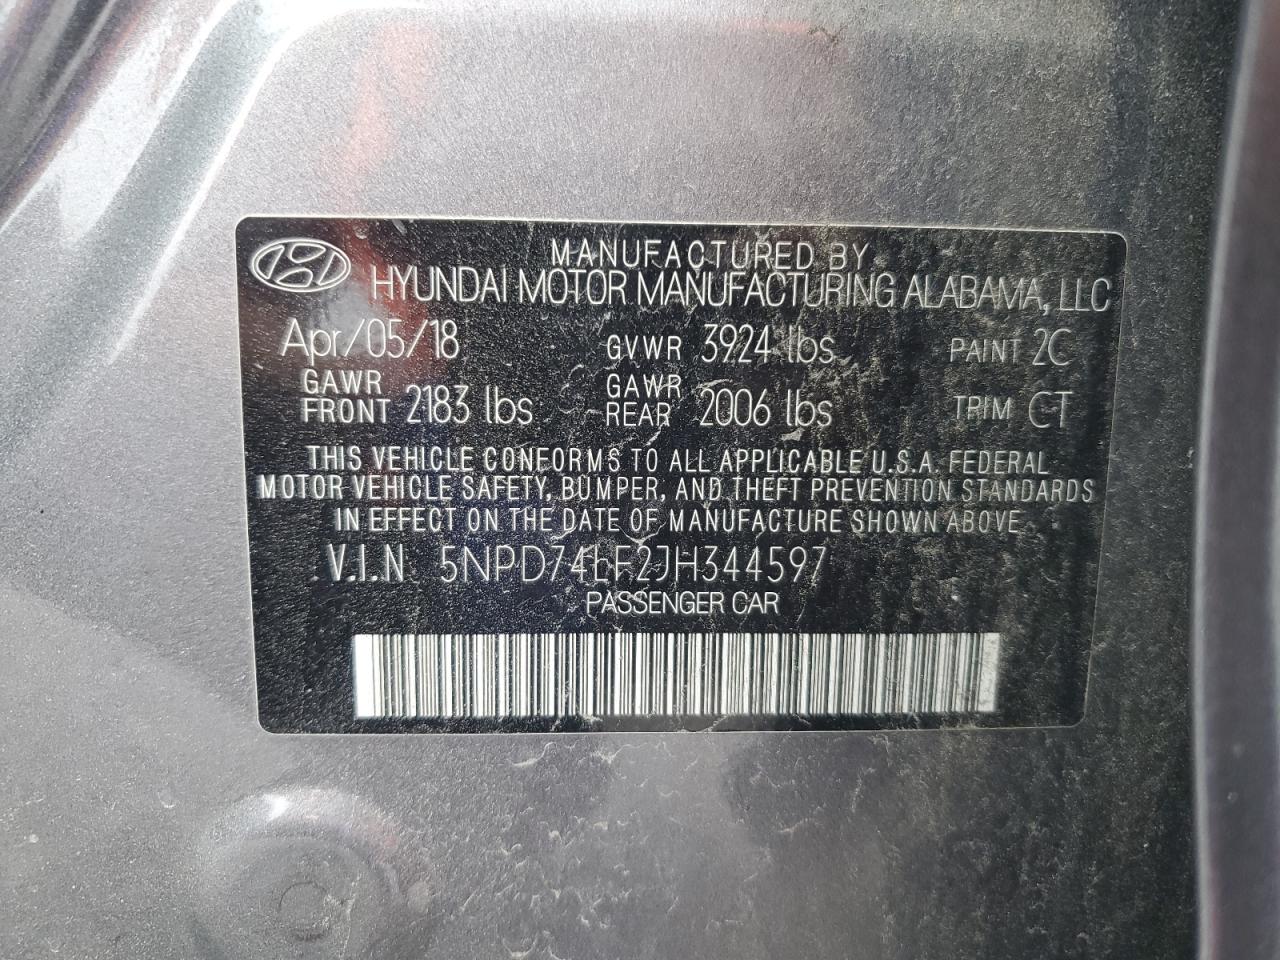 MANUFACTURED BY
HYUNDAI MOTOR MANUFACTURING ALABAMA, LLC
Apr/05/18 GVWR 3924 lbs PAINT 2C
GAWR FRONT 2183 lbs GAWR REAR 2006 lbs TRIM CT
THIS VEHICLE CONFORMS TO ALL APPLICABLE U.S.A. FEDERAL
MOTOR VEHICLE SAFETY, BUMPER, AND THEFT PREVENTION STANDARDS
IN EFFECT ON THE DATE OF MANUFACTURE SHOWN ABOVE
V.I.N 5NPD74LF2JH344597
PASSENGER CAR